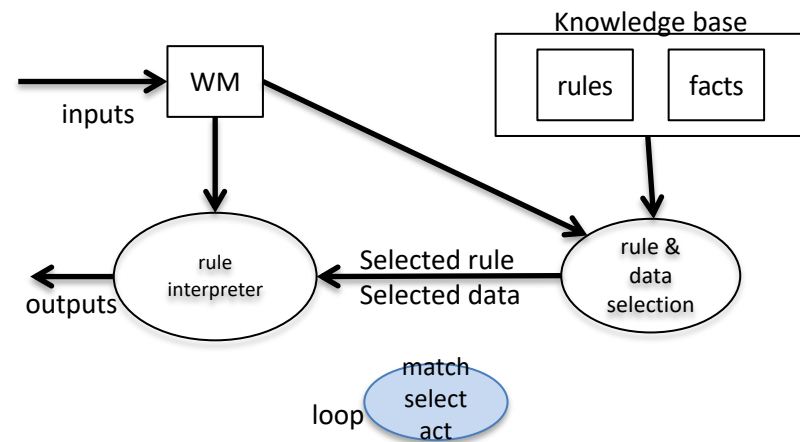 Knowledge base
WM
rules
facts
inputs
rule
interpreter
Selected rule
Selected data
rule &
data
selection
outputs
loop
match
select
act